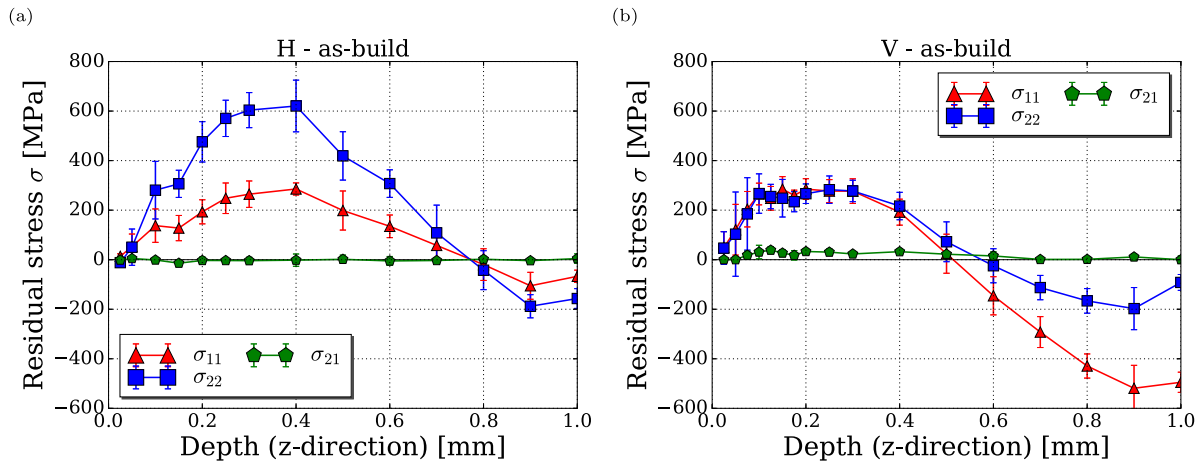 (a)
H - as-build
Residual stress σ [MPa]
800
600
400
200
0
−200
−400
−600
0.0 0.2 0.4 0.6 0.8 1.0
Depth (z-direction) [mm]
σ11 σ21
σ22
(b)
V - as-build
Residual stress σ [MPa]
800
600
400
200
0
−200
−400
−600
0.0 0.2 0.4 0.6 0.8 1.0
Depth (z-direction) [mm]
σ11 σ21
σ22